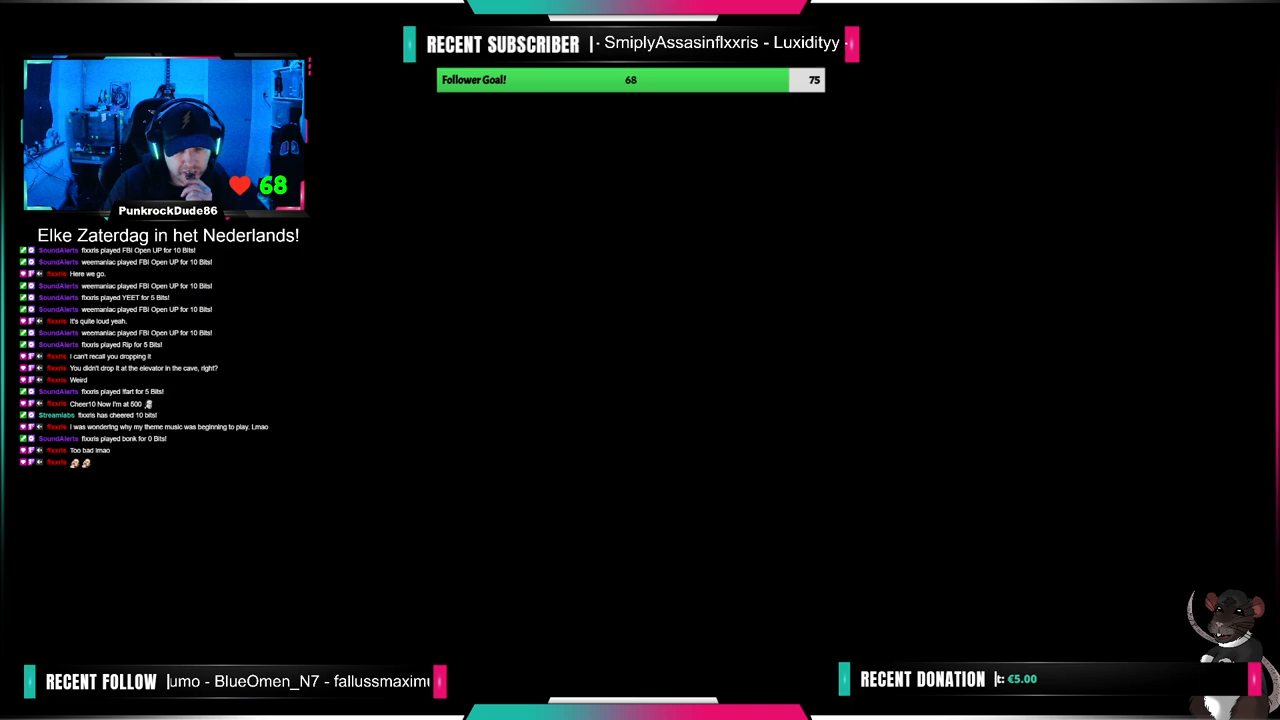 RECENT SUBSCRIBER | - SmiplyAssasinflxxris - Luxidityy -
Follower Goal! 68 75
68
PunkrockDude86
Elke Zaterdag in het Nederlands!
SoundAlerts flxxris played FBI Open UP for 10 Bits!
SoundAlerts weemaniac played FBI Open UP for 10 Bits!
flxxris Here we go.
SoundAlerts weemaniac played FBI Open UP for 10 Bits!
SoundAlerts flxxris played YEET for 5 Bits!
SoundAlerts weemaniac played FBI Open UP for 10 Bits!
flxxris It's quite loud yeah.
SoundAlerts weemaniac played FBI Open UP for 10 Bits!
SoundAlerts flxxris played Rip for 5 Bits!
flxxris I can't recall you dropping it
flxxris You didn't drop it at the elevator in the cave, right?
flxxris Weird
SoundAlerts flxxris played !fart for 5 Bits!
flxxris Cheer10 Now I'm at 500
Streamlabs flxxris has cheered 10 bits!
flxxris I was wondering why my theme music was beginning to play. Lmao
SoundAlerts flxxris played bonk for 0 Bits!
flxxris Too bad lmao
flxxris
RECENT FOLLOW |umo - BlueOmen_N7 - fallussmaximu
RECENT DONATION | t: €5.00